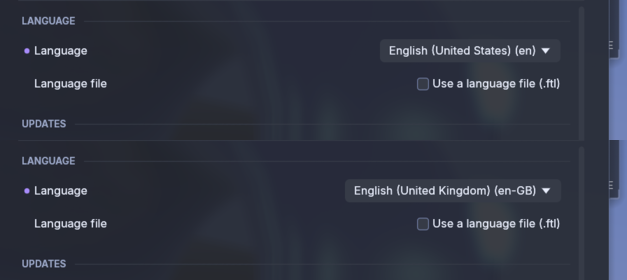 LANGUAGE
Language English (United States) (en)
Language file Use a language file (.ftl)
UPDATES
LANGUAGE
Language English (United Kingdom) (en-GB)
Language file Use a language file (.ftl)
UPDATES